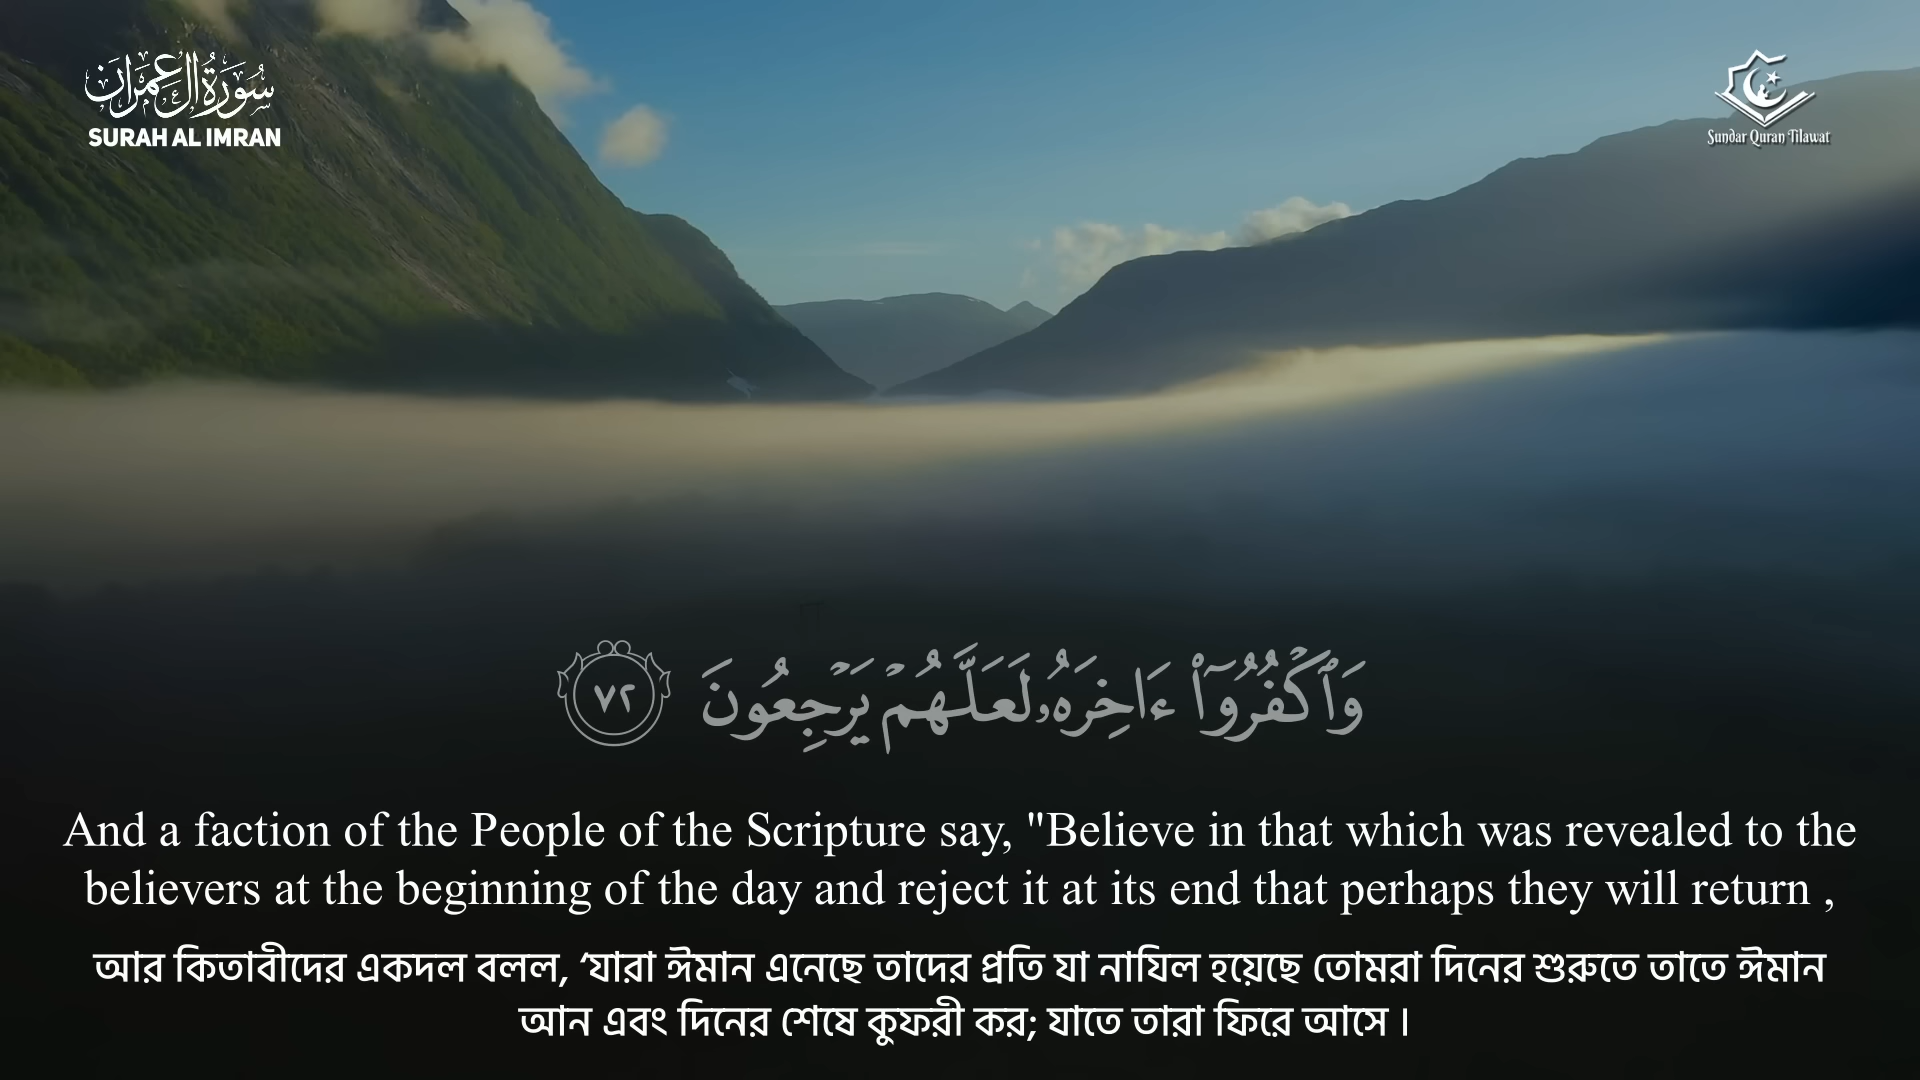 سُورَةُ اٰلِ عِمْرَان
SURAH AL IMRAN
Sundar Quran Tilawat
وَٱكۡفُرُوٓاْ ءَاخِرَهُۥ لَعَلَّهُمۡ يَرۡجِعُونَ ٧٢
And a faction of the People of the Scripture say, "Believe in that which was revealed to the
believers at the beginning of the day and reject it at its end that perhaps they will return ,
আর কিতাবীদের একদল বলল, ‘যারা ঈমান এনেছে তাদের প্রতি যা নাযিল হয়েছে তোমরা দিনের শুরুতে তাতে ঈমান
আন এবং দিনের শেষে কুফরী কর; যাতে তারা ফিরে আসে ।